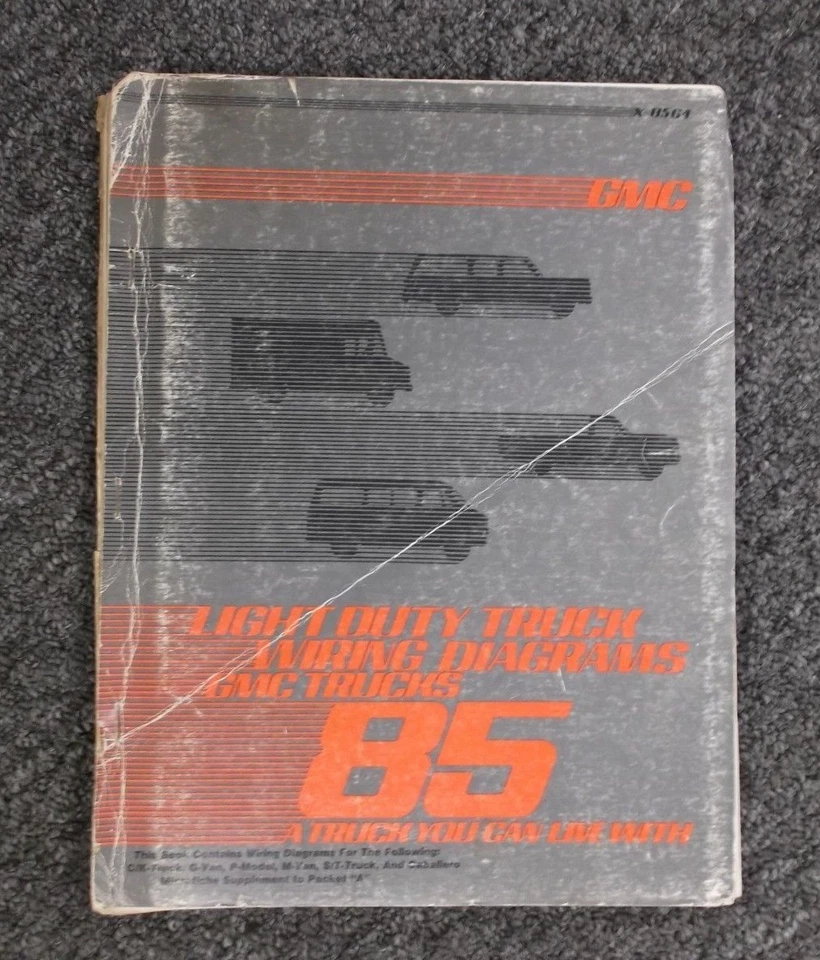 X-8564
GMC
LIGHT DUTY TRUCK
WIRING DIAGRAMS
GMC TRUCKS
85
A TRUCK YOU CAN LIVE WITH
This Book Contains Wiring Diagrams For The Following:
C/K-Truck, G-Van, P-Model, M-Van, S/T-Truck, And Caballero
Microfiche Supplement to Packet "A"